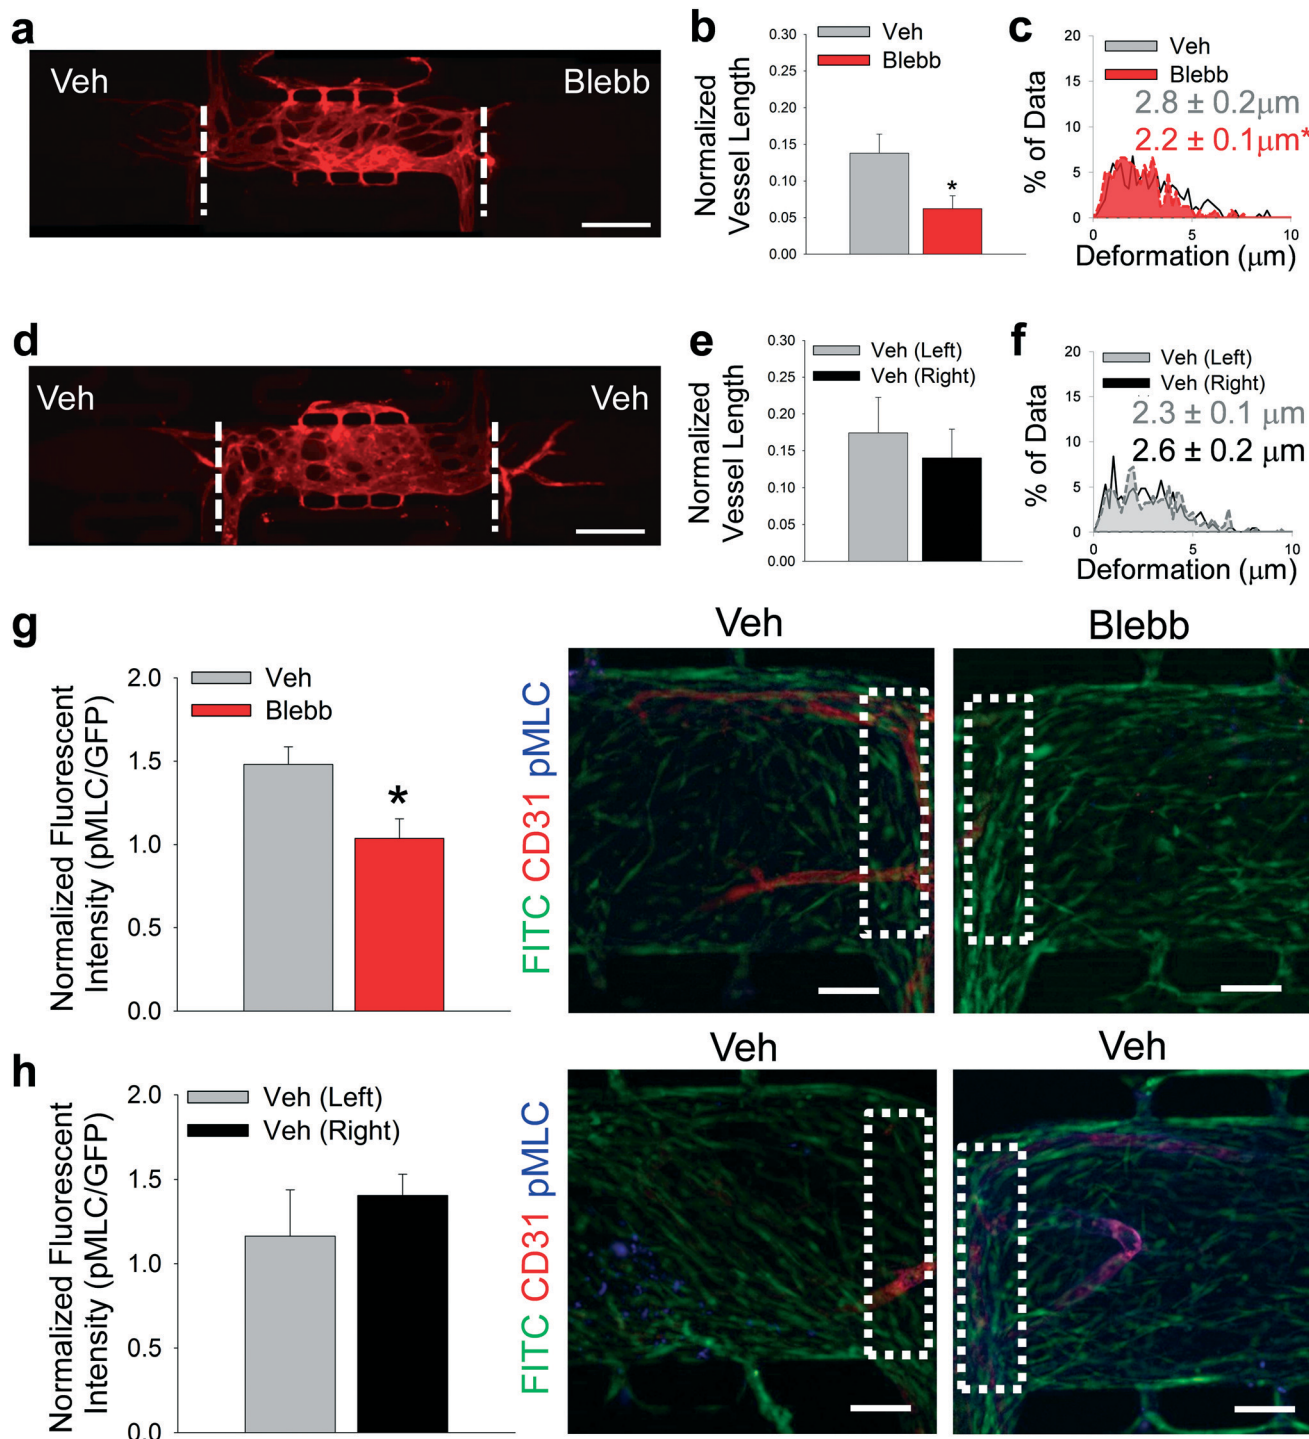 a
Veh
Blebb
b
Normalized
Vessel Length
0.30
0.25
0.20
0.15
0.10
0.05
0.00
Veh
Blebb
*
c
% of Data
20
15
10
5
0
Veh
Blebb
2.8 ± 0.2μm
2.2 ± 0.1μm*
0
5
10
Deformation (μm)
d
Veh
Veh
e
Normalized
Vessel Length
0.30
0.25
0.20
0.15
0.10
0.05
0.00
Veh (Left)
Veh (Right)
f
% of Data
20
15
10
5
0
Veh (Left)
Veh (Right)
2.3 ± 0.1 μm
2.6 ± 0.2 μm
0
5
10
Deformation (μm)
g
Normalized Fluorescent
Intensity (pMLC/GFP)
2.0
1.5
1.0
0.5
0.0
Veh
Blebb
*
FITC CD31 pMLC
Veh
Blebb
h
Normalized Fluorescent
Intensity (pMLC/GFP)
2.0
1.5
1.0
0.5
0.0
Veh (Left)
Veh (Right)
FITC CD31 pMLC
Veh
Veh